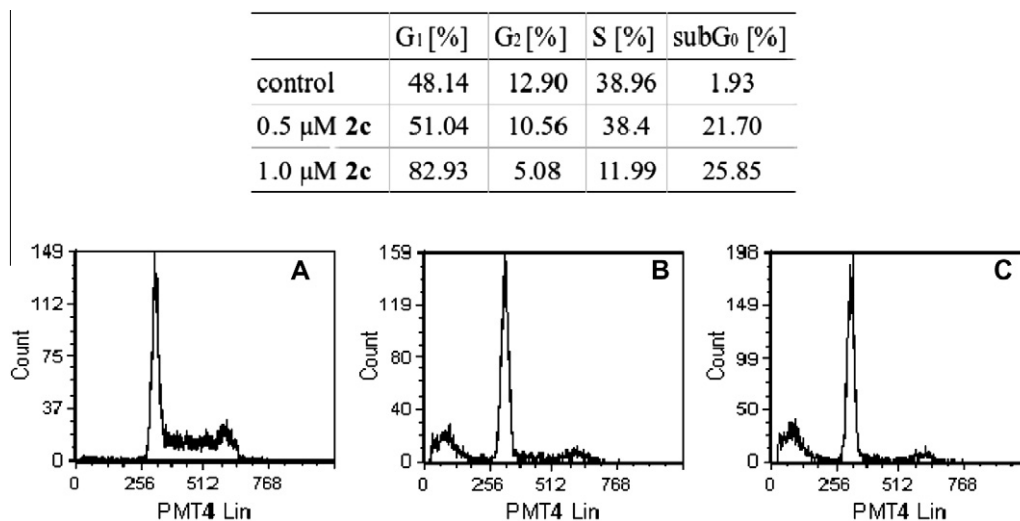 G₁ [%] G₂ [%] S [%] subG₀ [%]
control 48.14 12.90 38.96 1.93
0.5 μM 2c 51.04 10.56 38.4 21.70
1.0 μM 2c 82.93 5.08 11.99 25.85
149 112 75 37 0
Count
A
0 256 512 768
PMT4 Lin
159 119 80 40 0
Count
B
0 256 512 768
PMT4 Lin
198 149 99 50 0
Count
C
0 256 512 768
PMT4 Lin